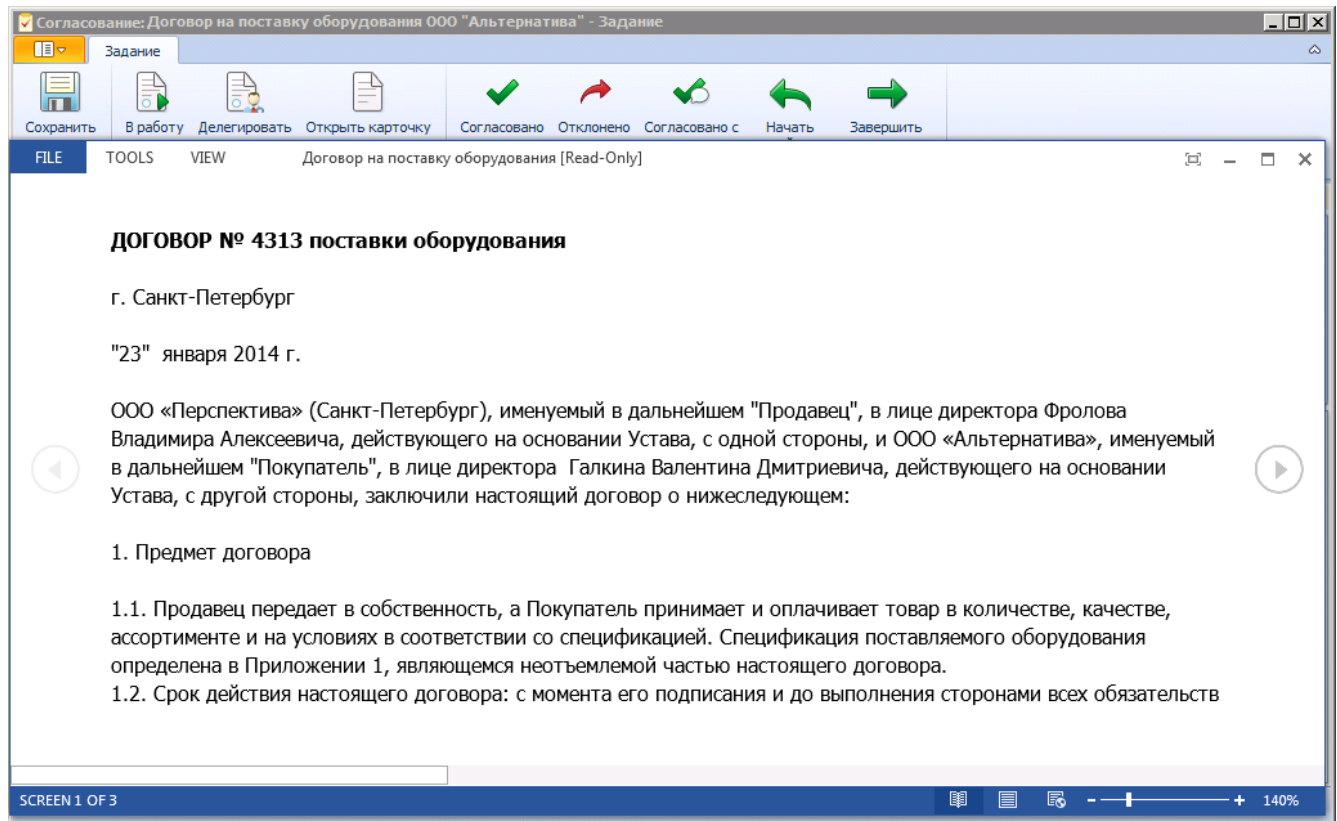 Согласование: Договор на поставку оборудования ООО "Альтернатива" - Задание
Задание
Сохранить В работу Делегировать Открыть карточку Согласовано Отклонено Согласовано с Начать Завершить
FILE TOOLS VIEW Договор на поставку оборудования [Read-Only]
ДОГОВОР № 4313 поставки оборудования
г. Санкт-Петербург
"23" января 2014 г.
ООО «Перспектива» (Санкт-Петербург), именуемый в дальнейшем "Продавец", в лице директора Фролова
Владимира Алексеевича, действующего на основании Устава, с одной стороны, и ООО «Альтернатива», именуемый
в дальнейшем "Покупатель", в лице директора Галкина Валентина Дмитриевича, действующего на основании
Устава, с другой стороны, заключили настоящий договор о нижеследующем:
1. Предмет договора
1.1. Продавец передает в собственность, а Покупатель принимает и оплачивает товар в количестве, качестве,
ассортименте и на условиях в соответствии со спецификацией. Спецификация поставляемого оборудования
определена в Приложении 1, являющемся неотъемлемой частью настоящего договора.
1.2. Срок действия настоящего договора: с момента его подписания и до выполнения сторонами всех обязательств
SCREEN 1 OF 3 140%